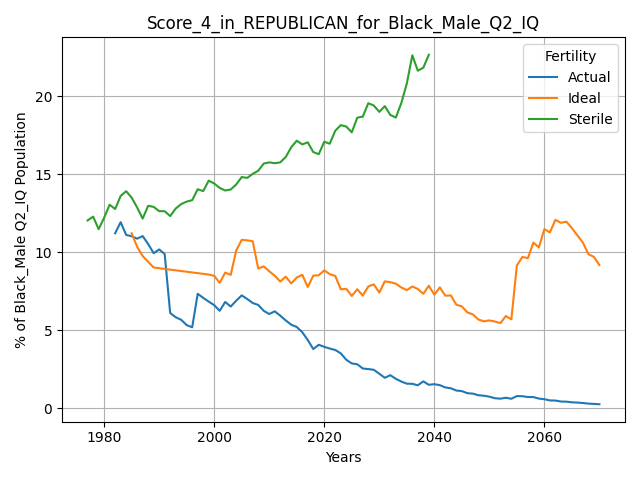 Score_4_in_REPUBLICAN_for_Black_Male_Q2_IQ
% of Black_Male Q2_IQ Population
20
15
10
5
0
Fertility
Actual
Ideal
Sterile
1980
2000
2020
2040
2060
Years